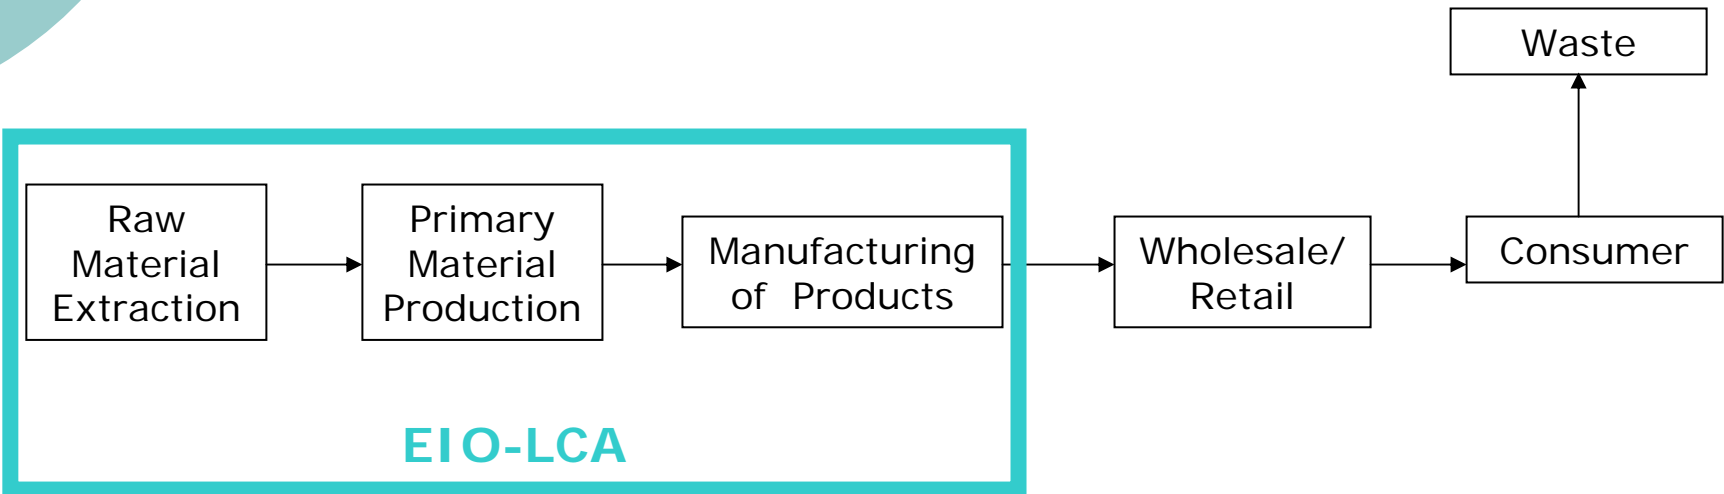 Waste
Raw
Material
Extraction
Primary
Material
Production
Manufacturing
of Products
Wholesale/
Retail
Consumer
EIO-LCA